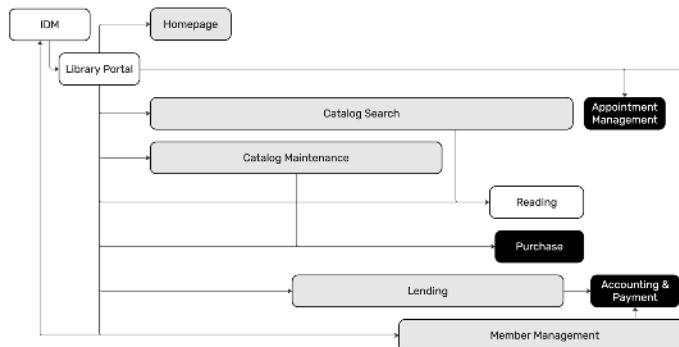 IDM
Homepage
Library Portal
Catalog Search
Appointment
Management
Catalog Maintenance
Reading
Purchase
Lending
Accounting &
Payment
Member Management